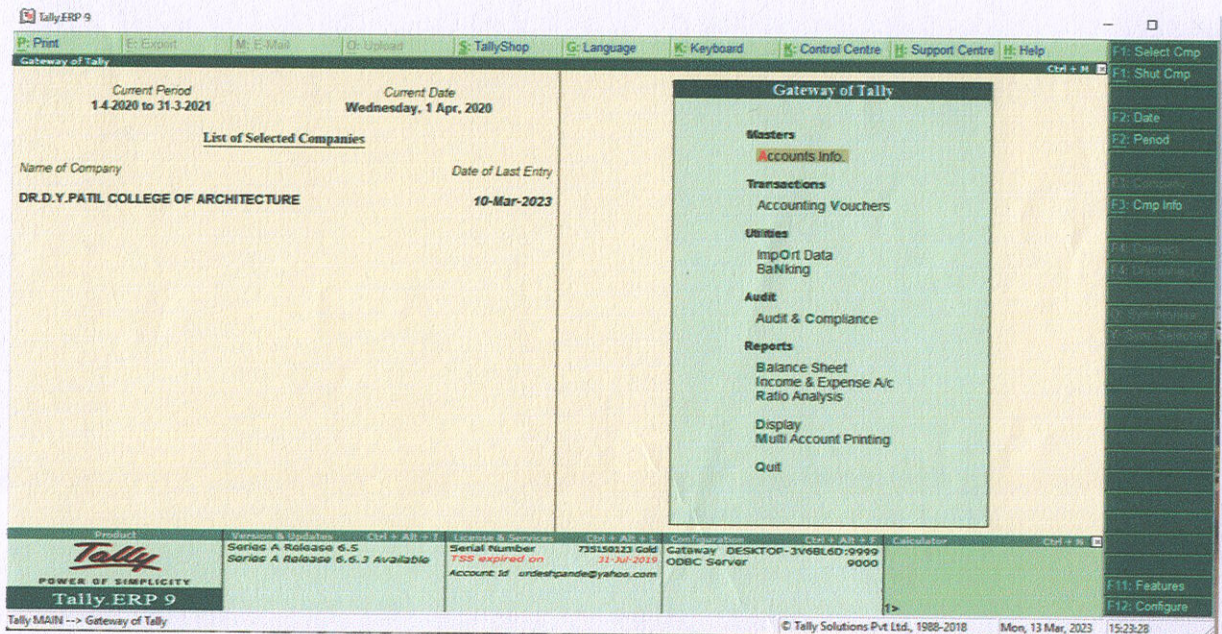 Tally.ERP 9
P: Print E: Export M: E-Mail O: Upload S: TallyShop G: Language K: Keyboard K: Control Centre H: Support Centre H: Help
Gateway of Tally Ctrl + M
Current Period Current Date
1-4-2020 to 31-3-2021 Wednesday, 1 Apr, 2020
List of Selected Companies
Name of Company Date of Last Entry
DR.D.Y.PATIL COLLEGE OF ARCHITECTURE 10-Mar-2023
Gateway of Tally
Masters
Accounts Info.
Transactions
Accounting Vouchers
Utilities
ImpOrt Data
BaNking
Audit
Audit & Compliance
Reports
Balance Sheet
Income & Expense A/c
Ratio Analysis
Display
Multi Account Printing
Quit
F1: Select Cmp
F1: Shut Cmp
F2: Date
F2: Period
F3: Company
F3: Cmp Info
F4: Connect
F4: Disconnect
F11: Features
F12: Configure
Product
Tally
POWER OF SIMPLICITY
Tally.ERP 9
Version & Updates Ctrl + Alt + T
Series A Release 6.5
Series A Release 6.6.3 Available
License & Services Ctrl + Alt + L
Serial Number 735150123 Gold
TSS expired on 31-Jul-2019
Account Id urdeshpande@yahoo.com
Configuration Ctrl + Alt + F
Gateway DESKTOP-3V6BL6D:9999
ODBC Server 9000
Calculator Ctrl + N
1>
Tally MAIN --> Gateway of Tally © Tally Solutions Pvt Ltd., 1988-2018 Mon, 13 Mar, 2023 15:23:28